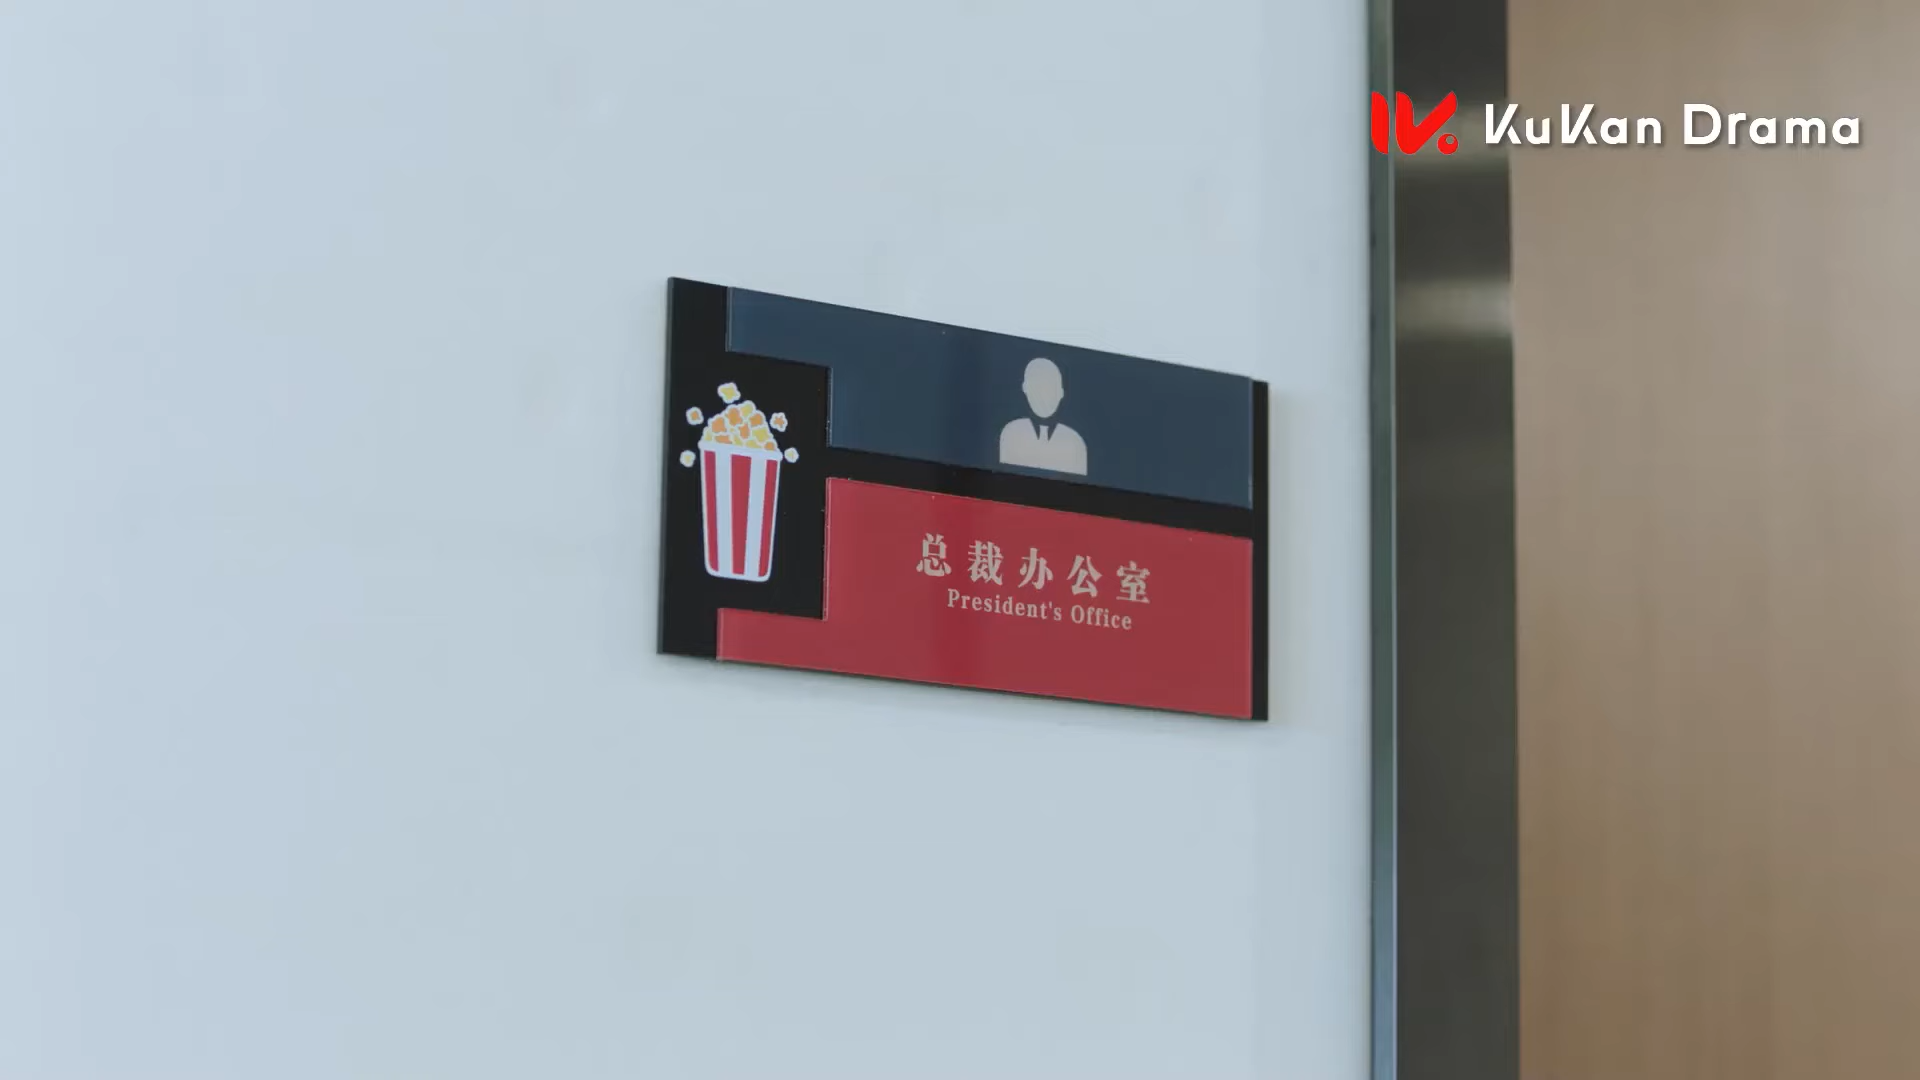 KuKan Drama
总裁办公室
President's Office